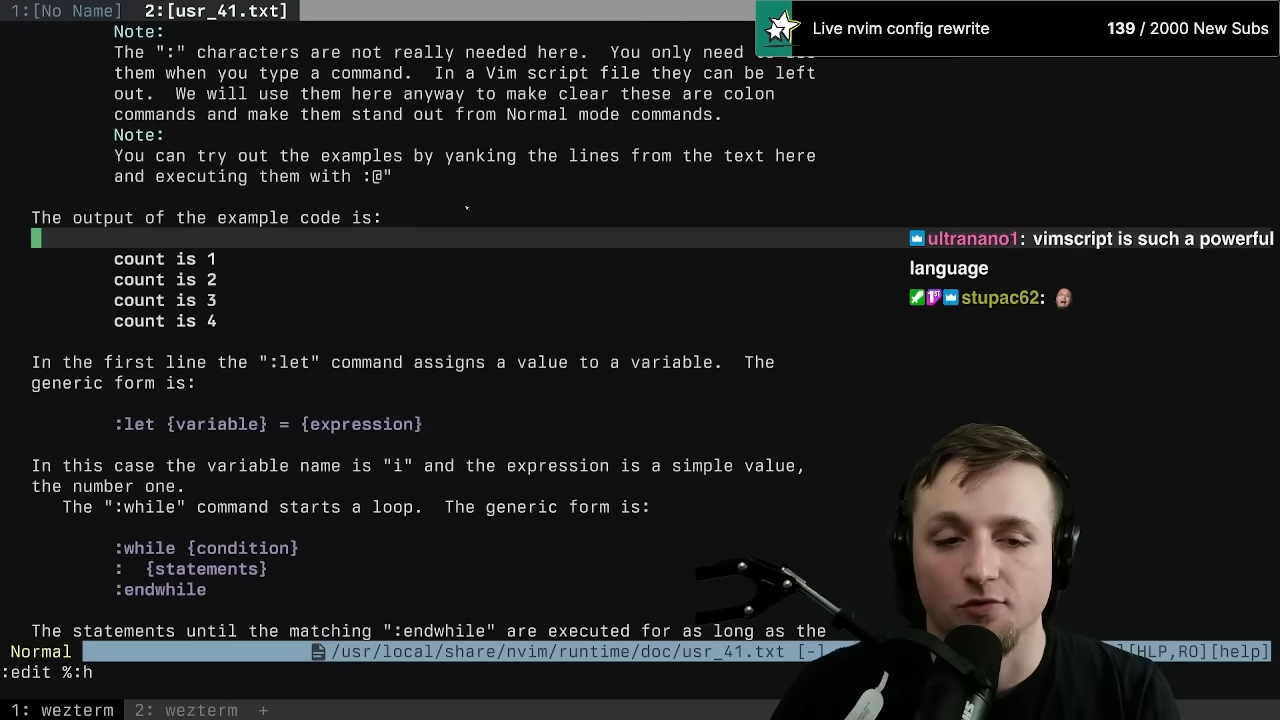 1:[No Name]  2:[usr_41.txt]
Live nvim config rewrite
139 / 2000 New Subs
Note:
The ":" characters are not really needed here.  You only need
them when you type a command.  In a Vim script file they can be left
out.  We will use them here anyway to make clear these are colon
commands and make them stand out from Normal mode commands.
Note:
You can try out the examples by yanking the lines from the text here
and executing them with :@"
The output of the example code is:
count is 1
count is 2
count is 3
count is 4
In the first line the ":let" command assigns a value to a variable.  The
generic form is:
:let {variable} = {expression}
In this case the variable name is "i" and the expression is a simple value,
the number one.
The ":while" command starts a loop.  The generic form is:
:while {condition}
:  {statements}
:endwhile
The statements until the matching ":endwhile" are executed for as long as the
ultranano1: vimscript is such a powerful
language
stupac62:
Normal
/usr/local/share/nvim/runtime/doc/usr_41.txt [-]
[HLP,RO][help]
:edit %:h
1: wezterm  2: wezterm  +